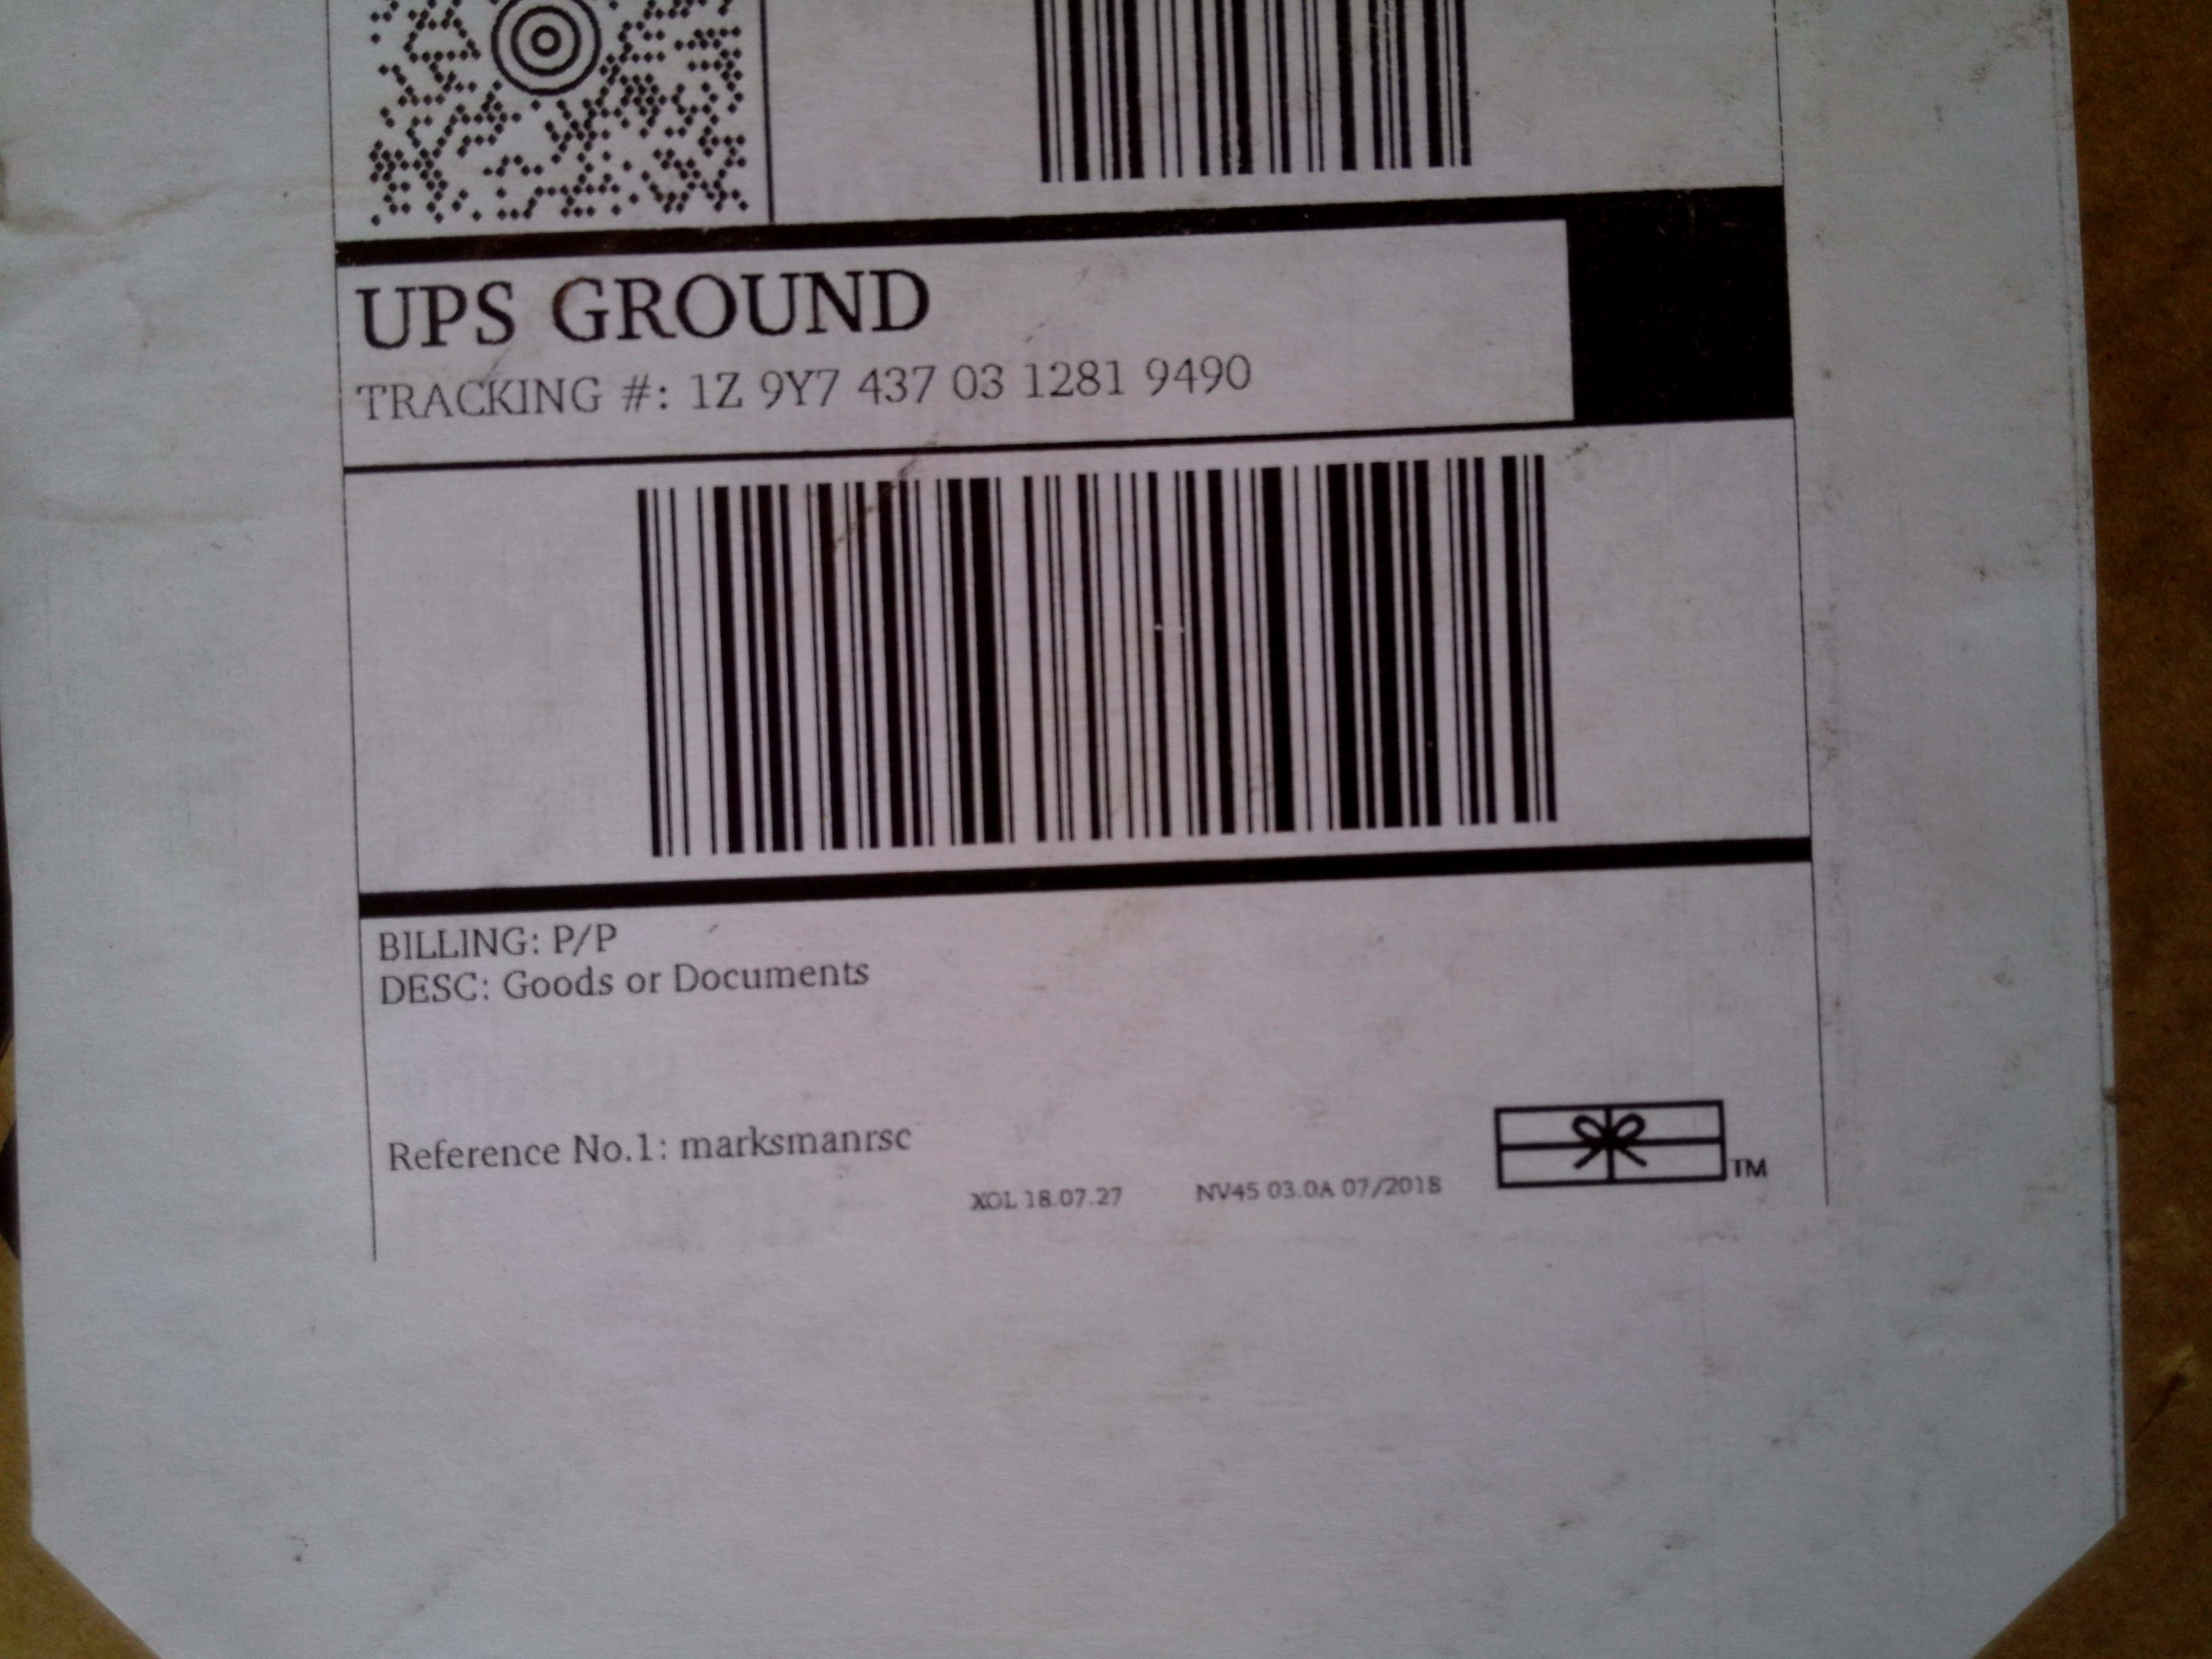 UPS GROUND
TRACKING #: 1Z 9Y7 437 03 1281 9490
BILLING: P/P
DESC: Goods or Documents
Reference No.1: marksmanrsc
XOL 18.07.27 NV45 03.0A 07/2018
TM